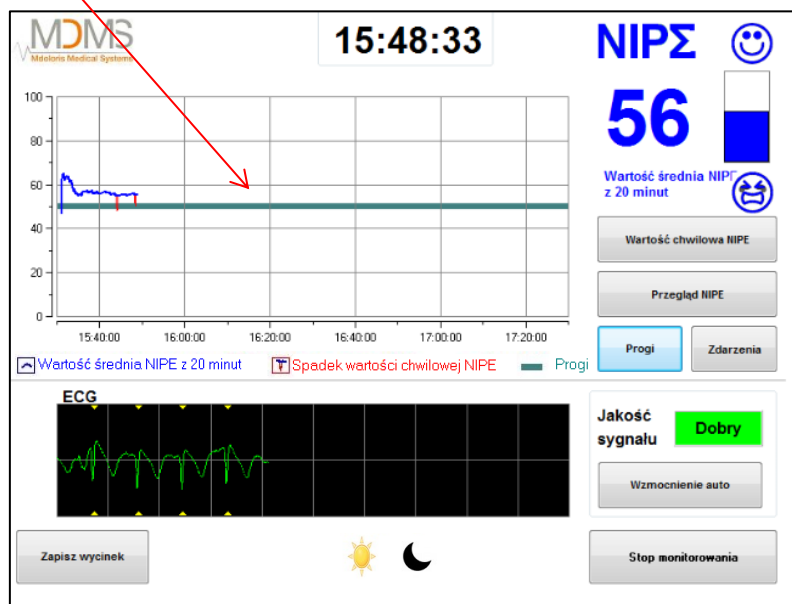 MDMS
Mdoloris Medical Systems
15:48:33
NIPΣ
56
Wartość średnia NIPE
z 20 minut
Wartość chwilowa NIPE
Przegląd NIPE
Progi
Zdarzenia
100
80
60
40
20
0
15:40:00 16:00:00 16:20:00 16:40:00 17:00:00 17:20:00
Wartość średnia NIPE z 20 minut Spadek wartości chwilowej NIPE Progi
ECG
Jakość
sygnału
Dobry
Wzmocnienie auto
Zapisz wycinek
Stop monitorowania